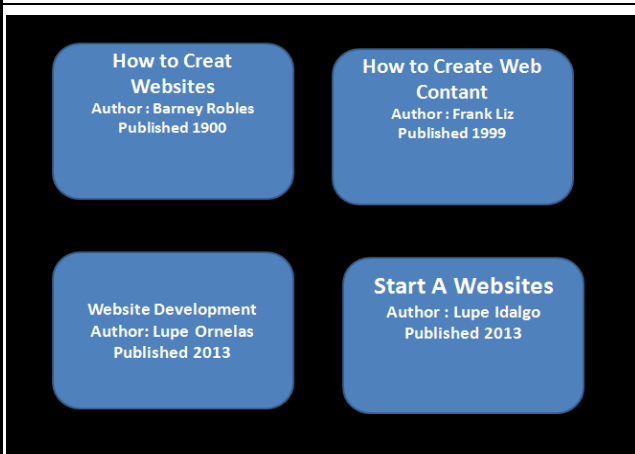 How to Creat
Websites
Author : Barney Robles
Published 1900
How to Create Web
Contant
Author : Frank Liz
Published 1999
Website Development
Author: Lupe Ornelas
Published 2013
Start A Websites
Author : Lupe Idalgo
Published 2013